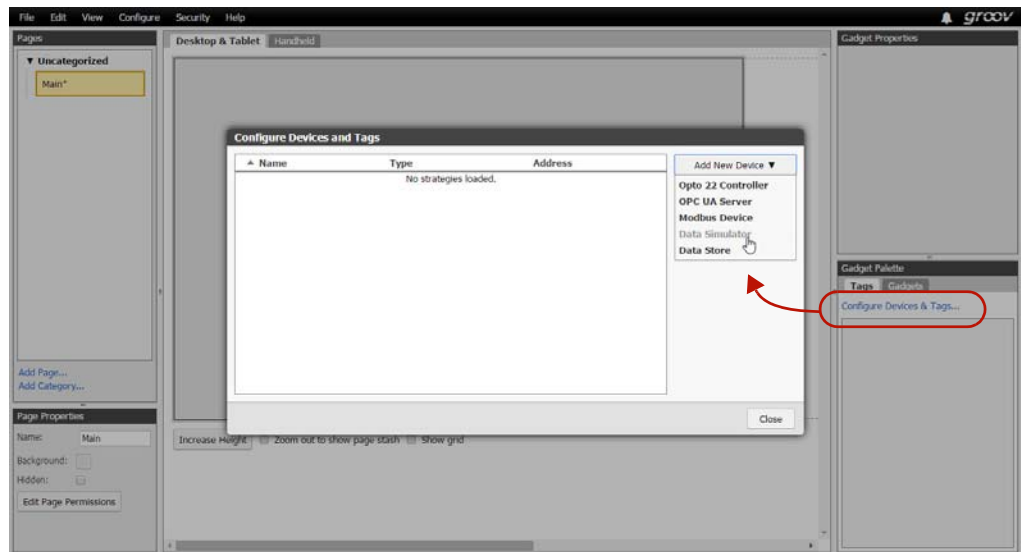 File Edit View Configure Security Help
groov
Pages
▼ Uncategorized
Main*
Add Page...
Add Category...
Page Properties
Name: Main
Background:
Hidden:
Edit Page Permissions
Desktop & Tablet Handheld
Configure Devices and Tags
▲ Name Type Address
No strategies loaded.
Add New Device ▼
Opto 22 Controller
OPC UA Server
Modbus Device
Data Simulator
Data Store
Close
Increase Height Zoom out to show page stash Show grid
Gadget Properties
Gadget Palette
Tags Gadgets
Configure Devices & Tags...